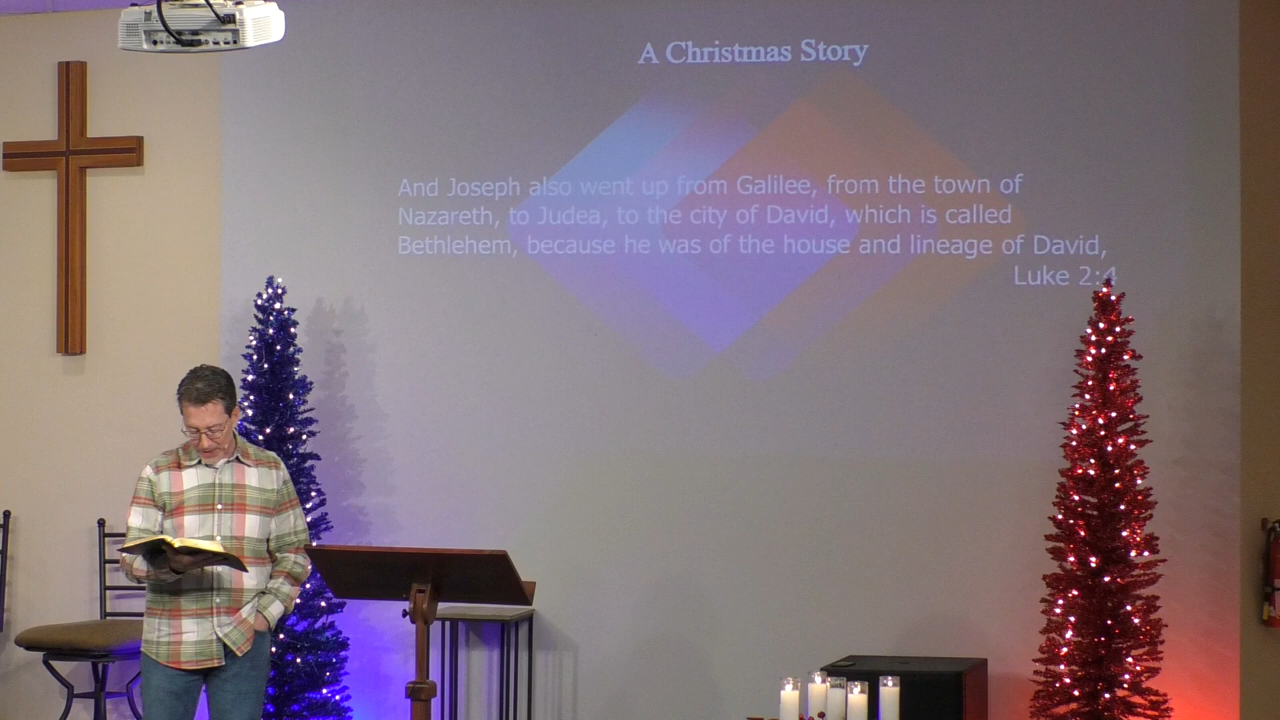 A Christmas Story
And Joseph also went up from Galilee, from the town of
Nazareth, to Judea, to the city of David, which is called
Bethlehem, because he was of the house and lineage of David,
Luke 2:4